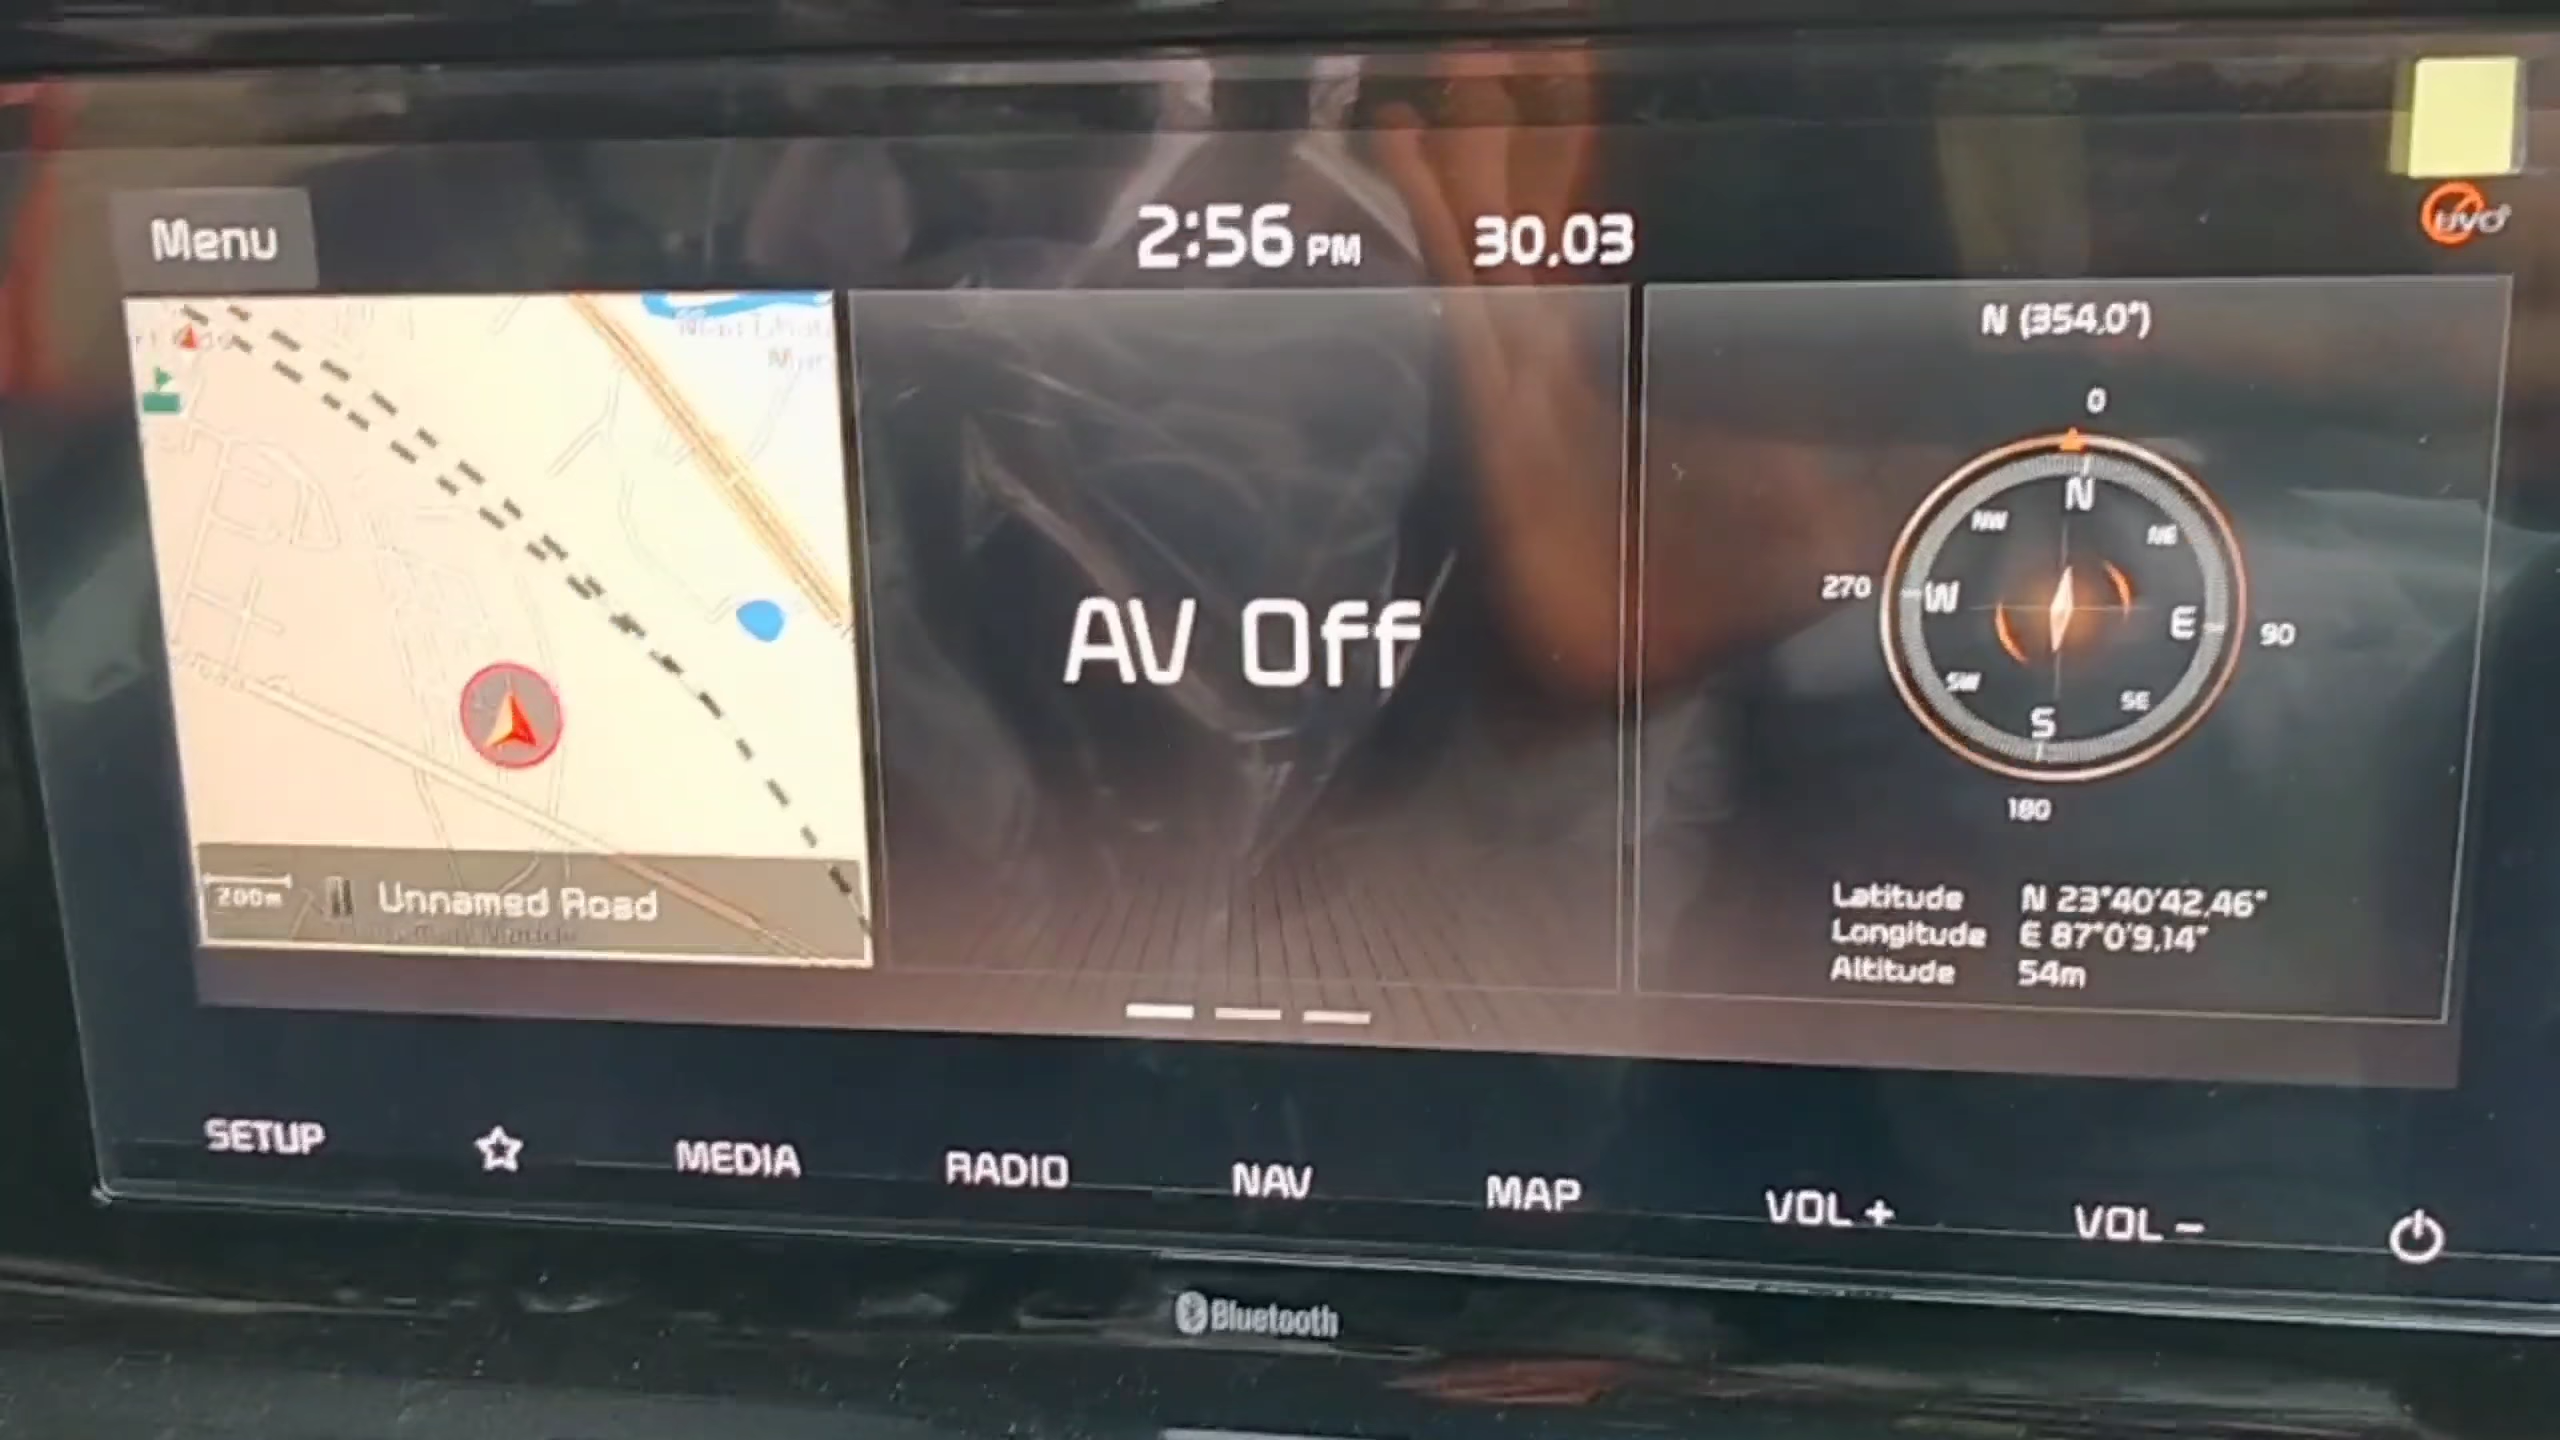 Menu
2:56 PM 30.03
UVO
N (354.0°)
0
N
NW
NE
270
W
E
90
SW
SE
S
180
AV Off
200m
Unnamed Road
Latitude N 23°40'42.46"
Longitude E 87°0'9.14"
Altitude 54m
SETUP
MEDIA
RADIO
NAV
MAP
VOL +
VOL −
Bluetooth